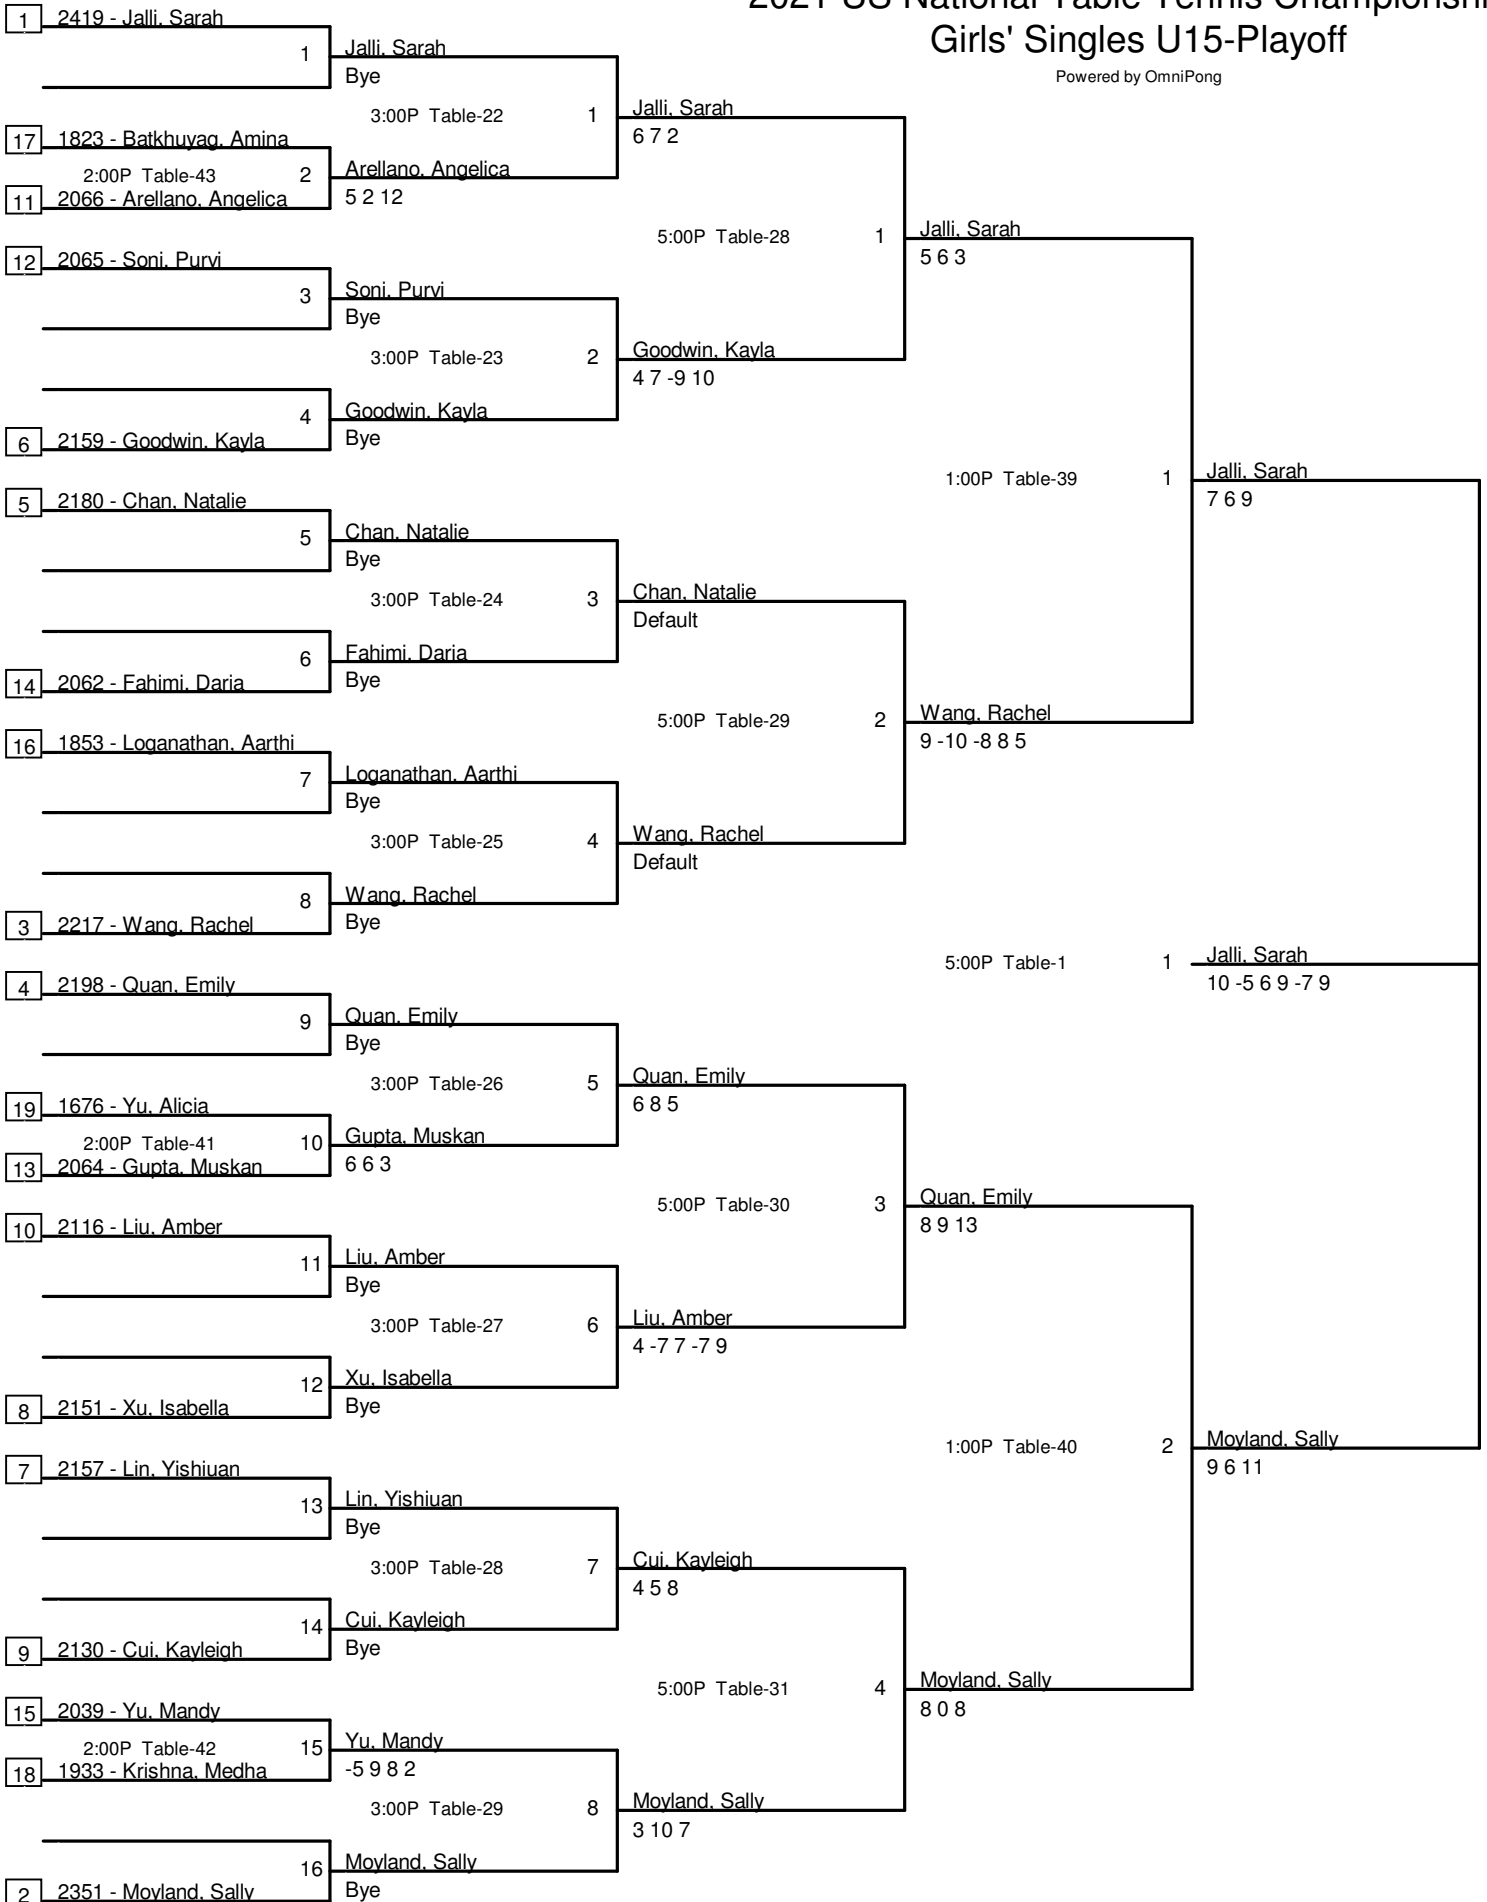 2021 US National Table Tennis Championshi
Girls' Singles U15-Playoff
Powered by OmniPong
1 2419 - Jalli, Sarah
1 Jalli, Sarah
Bye
3:00P Table-22 1 Jalli, Sarah
6 7 2
17 1823 - Batkhuyag, Amina
2:00P Table-43 2 Arellano, Angelica
11 2066 - Arellano, Angelica 5 2 12
5:00P Table-28 1 Jalli, Sarah
5 6 3
12 2065 - Soni, Purvi
3 Soni, Purvi
Bye
3:00P Table-23 2 Goodwin, Kayla
4 7 -9 10
4 Goodwin, Kayla
6 2159 - Goodwin, Kayla Bye
1:00P Table-39 1 Jalli, Sarah
7 6 9
5 2180 - Chan, Natalie
5 Chan, Natalie
Bye
3:00P Table-24 3 Chan, Natalie
Default
6 Fahimi, Daria
14 2062 - Fahimi, Daria Bye
5:00P Table-29 2 Wang, Rachel
9 -10 -8 8 5
16 1853 - Loganathan, Aarthi
7 Loganathan, Aarthi
Bye
3:00P Table-25 4 Wang, Rachel
Default
8 Wang, Rachel
3 2217 - Wang, Rachel Bye
5:00P Table-1 1 Jalli, Sarah
10 -5 6 9 -7 9
4 2198 - Quan, Emily
9 Quan, Emily
Bye
3:00P Table-26 5 Quan, Emily
6 8 5
19 1676 - Yu, Alicia
2:00P Table-41 10 Gupta, Muskan
13 2064 - Gupta, Muskan 6 6 3
5:00P Table-30 3 Quan, Emily
8 9 13
10 2116 - Liu, Amber
11 Liu, Amber
Bye
3:00P Table-27 6 Liu, Amber
4 -7 7 -7 9
12 Xu, Isabella
8 2151 - Xu, Isabella Bye
1:00P Table-40 2 Moyland, Sally
9 6 11
7 2157 - Lin, Yishiuan
13 Lin, Yishiuan
Bye
3:00P Table-28 7 Cui, Kayleigh
4 5 8
14 Cui, Kayleigh
9 2130 - Cui, Kayleigh Bye
5:00P Table-31 4 Moyland, Sally
8 0 8
15 2039 - Yu, Mandy
2:00P Table-42 15 Yu, Mandy
18 1933 - Krishna, Medha -5 9 8 2
3:00P Table-29 8 Moyland, Sally
3 10 7
16 Moyland, Sally
2 2351 - Moyland, Sally Bye